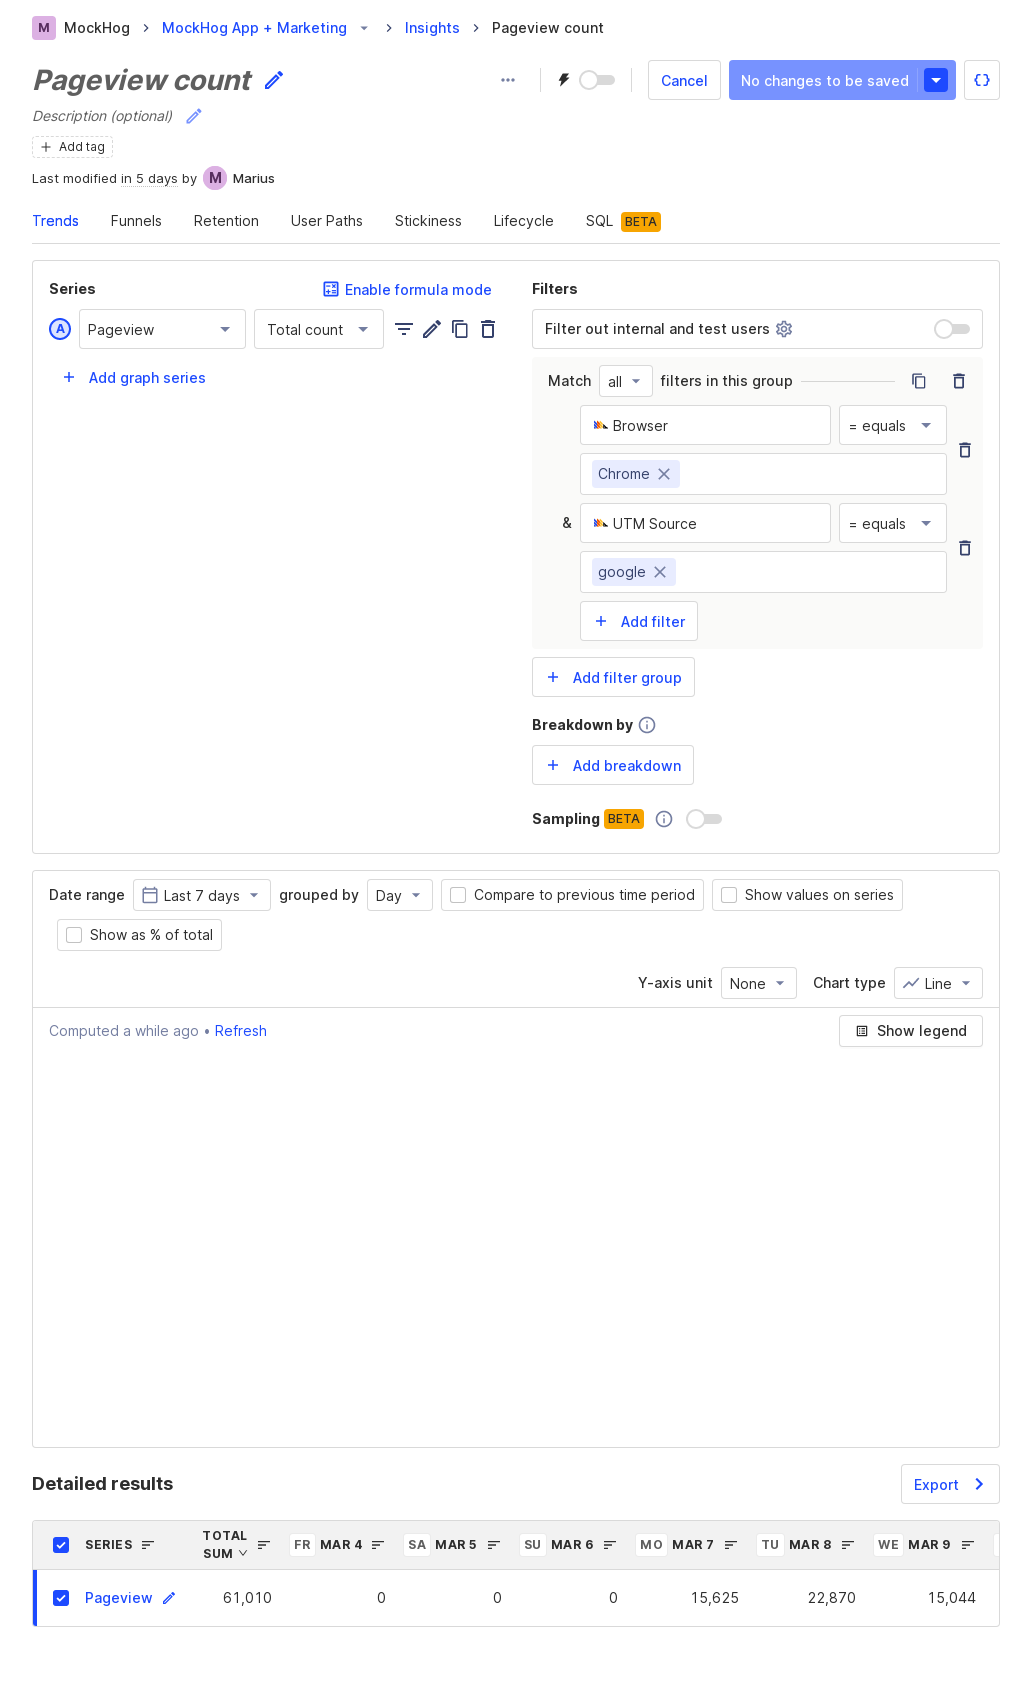 M MockHog > MockHog App + Marketing > Insights > Pageview count
Pageview count
Cancel No changes to be saved
Description (optional)
Add tag
Last modified in 5 days by M Marius
Trends Funnels Retention User Paths Stickiness Lifecycle SQL BETA
Series Enable formula mode
A Pageview Total count
Add graph series
Filters
Filter out internal and test users
Match all filters in this group
Browser = equals
Chrome
& UTM Source = equals
google
Add filter
Add filter group
Breakdown by
Add breakdown
Sampling BETA
Date range Last 7 days grouped by Day Compare to previous time period Show values on series
Show as % of total
Y-axis unit None Chart type Line
Computed a while ago • Refresh Show legend
Detailed results Export
SERIES TOTAL SUM FR MAR 4 SA MAR 5 SU MAR 6 MO MAR 7 TU MAR 8 WE MAR 9
Pageview 61,010 0 0 0 15,625 22,870 15,044